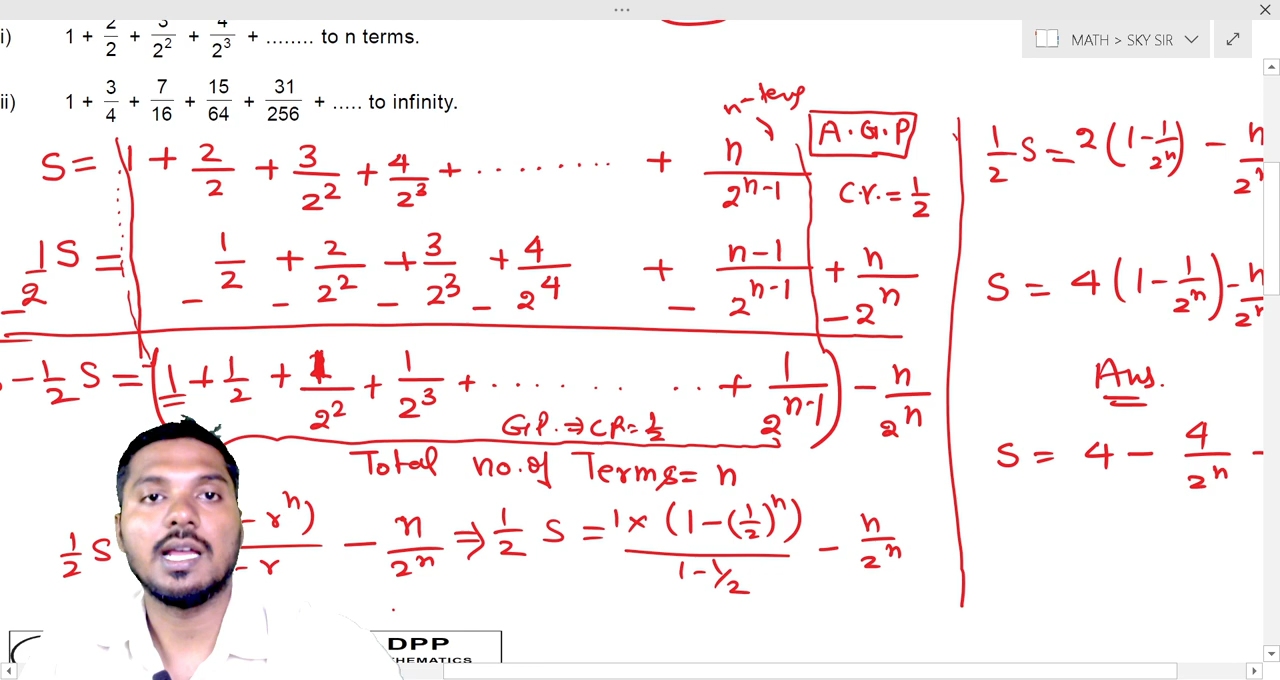 i) 1 + 2/2 + 3/2² + 4/2³ + ........ to n terms.
MATH > SKY SIR
ii) 1 + 3/4 + 7/16 + 15/64 + 31/256 + ..... to infinity.
A.G.P
S = 1 + 2/2 + 3/2² + 4/2³ + ........ + n/2ⁿ⁻¹
C.r. = 1/2
1/2 S = 1/2 + 2/2² + 3/2³ + 4/2⁴ + n-1/2ⁿ⁻¹ + n/2ⁿ
- - - - - - -
- 1/2 S = (1 + 1/2 + 1/2² + 1/2³ + ........ + 1/2ⁿ⁻¹) - n/2ⁿ
G.P. ⇒ C.R = 1/2
Total no. of Terms = n
1/2 S - rⁿ) - r - n/2ⁿ ⇒ 1/2 S = 1 x (1 - (1/2)ⁿ)/1 - 1/2 - n/2ⁿ
1/2 S = 2(1 - 1/2ⁿ) -
S = 4(1 - 1/2ⁿ) -
Ans.
S = 4 - 4/2ⁿ -
DPP